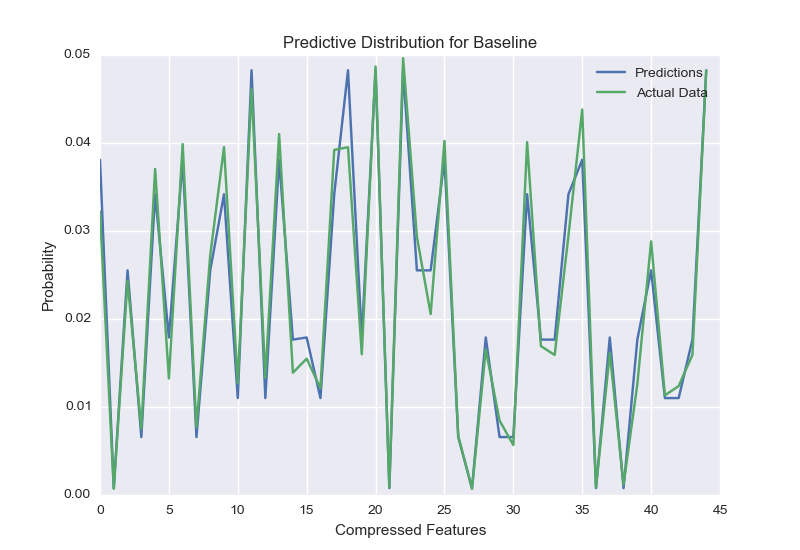 Predictive Distribution for Baseline
Predictions
Actual Data
Probability
0.05
0.04
0.03
0.02
0.01
0.00
0 5 10 15 20 25 30 35 40 45
Compressed Features